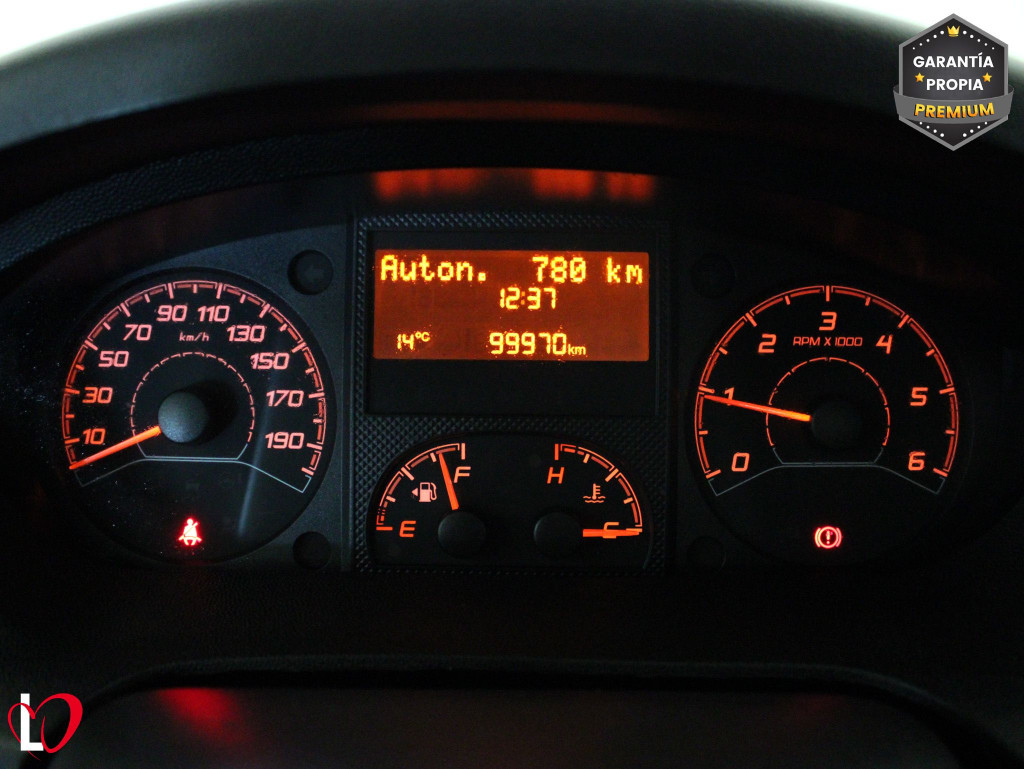 GARANTÍA
PROPIA
PREMIUM
Auton. 780 km
12:37
14°C 99970km
10 30 50 70 90 110 130 150 170 190
km/h
E F
H C
0 1 2 3 4 5 6
RPM X 1000
L